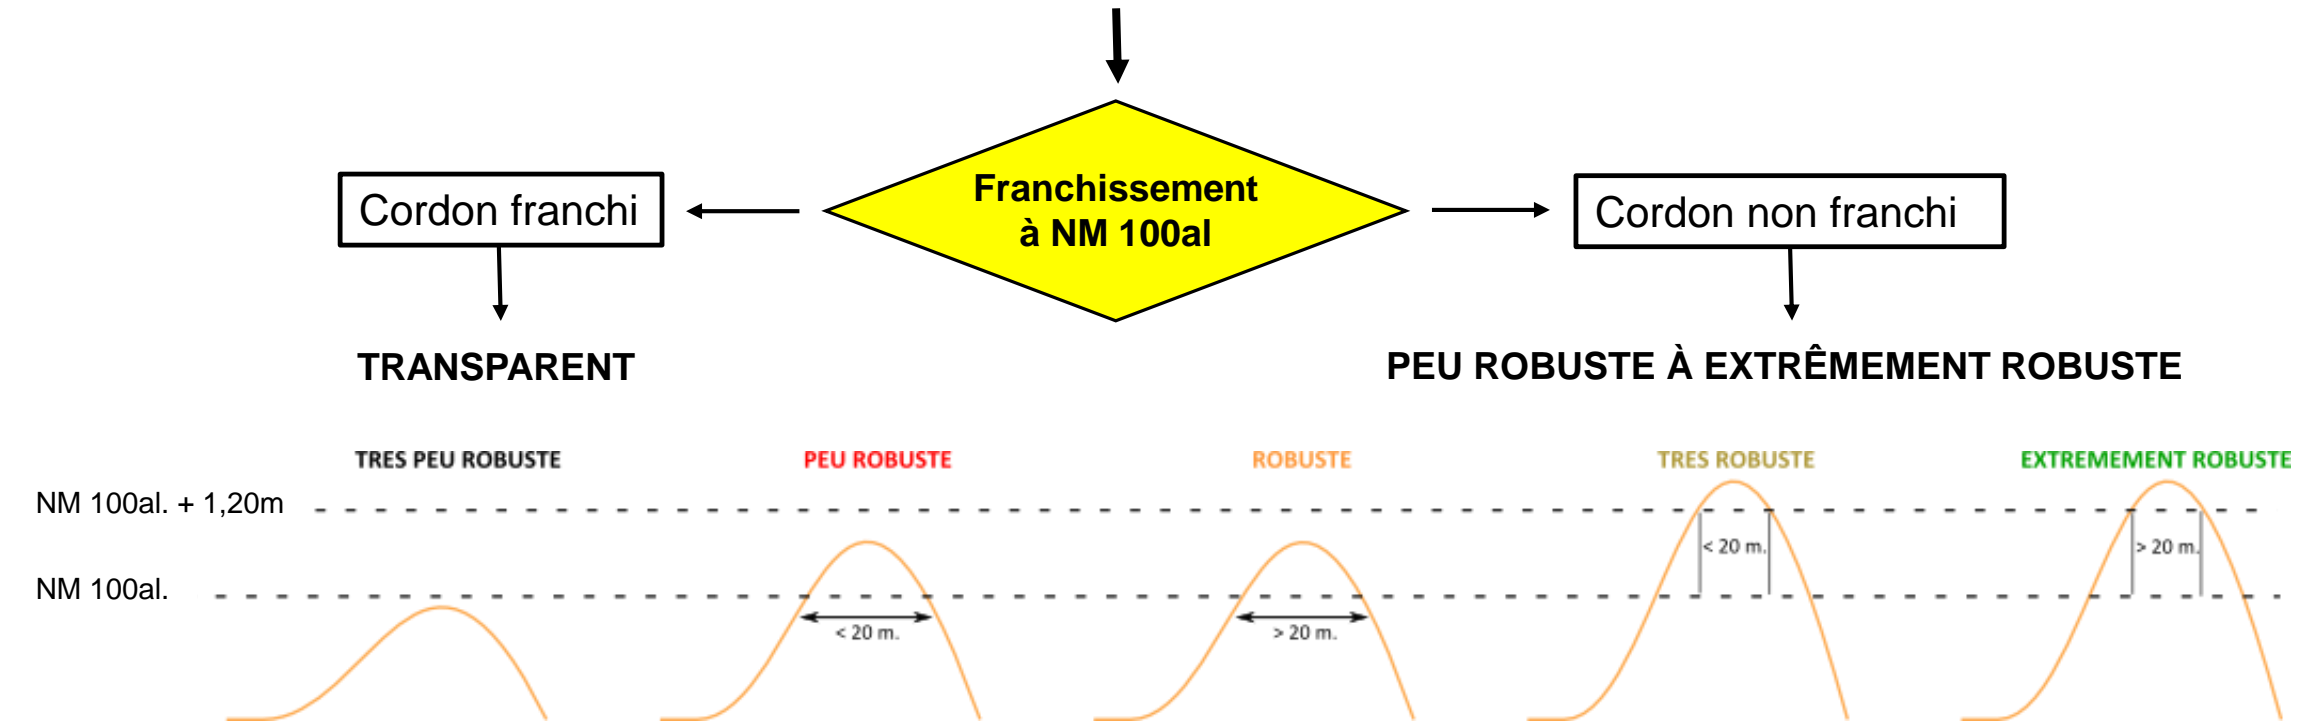 Franchissement
à NM 100al
Cordon franchi
Cordon non franchi
TRANSPARENT
PEU ROBUSTE À EXTRÊMEMENT ROBUSTE
TRES PEU ROBUSTE
PEU ROBUSTE
ROBUSTE
TRES ROBUSTE
EXTREMEMENT ROBUSTE
NM 100al. + 1,20m
< 20 m.
> 20 m.
NM 100al.
< 20 m.
> 20 m.